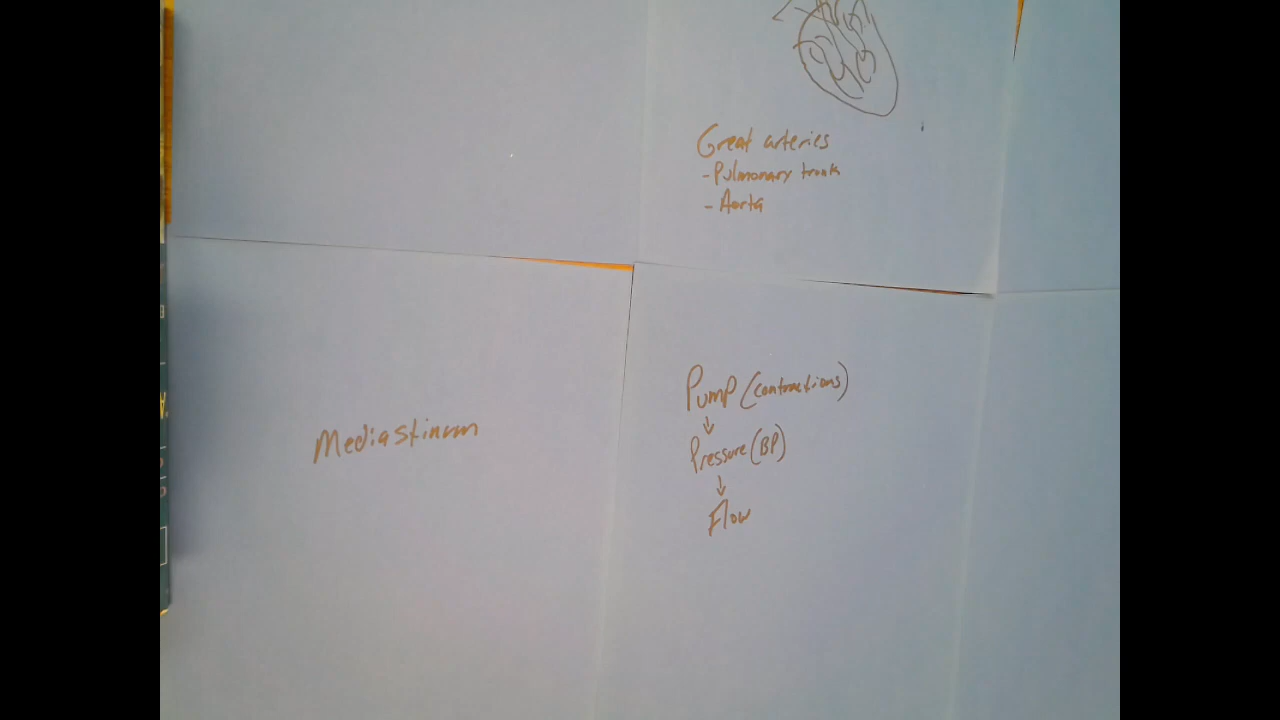 Great arteries
- Pulmonary trunk
- Aorta
Mediastinum
Pump (contractions)
↓
Pressure (BP)
↓
Flow